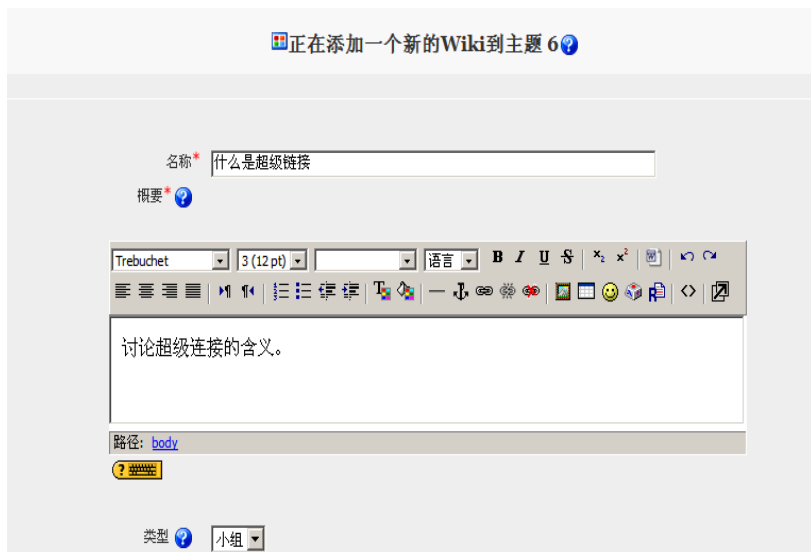 正在添加一个新的Wiki到主题 6
名称* 什么是超级链接
概要*
Trebuchet 3 (12 pt) 语言 B I U S x₂ x²
讨论超级连接的含义。
路径: body
类型 小组